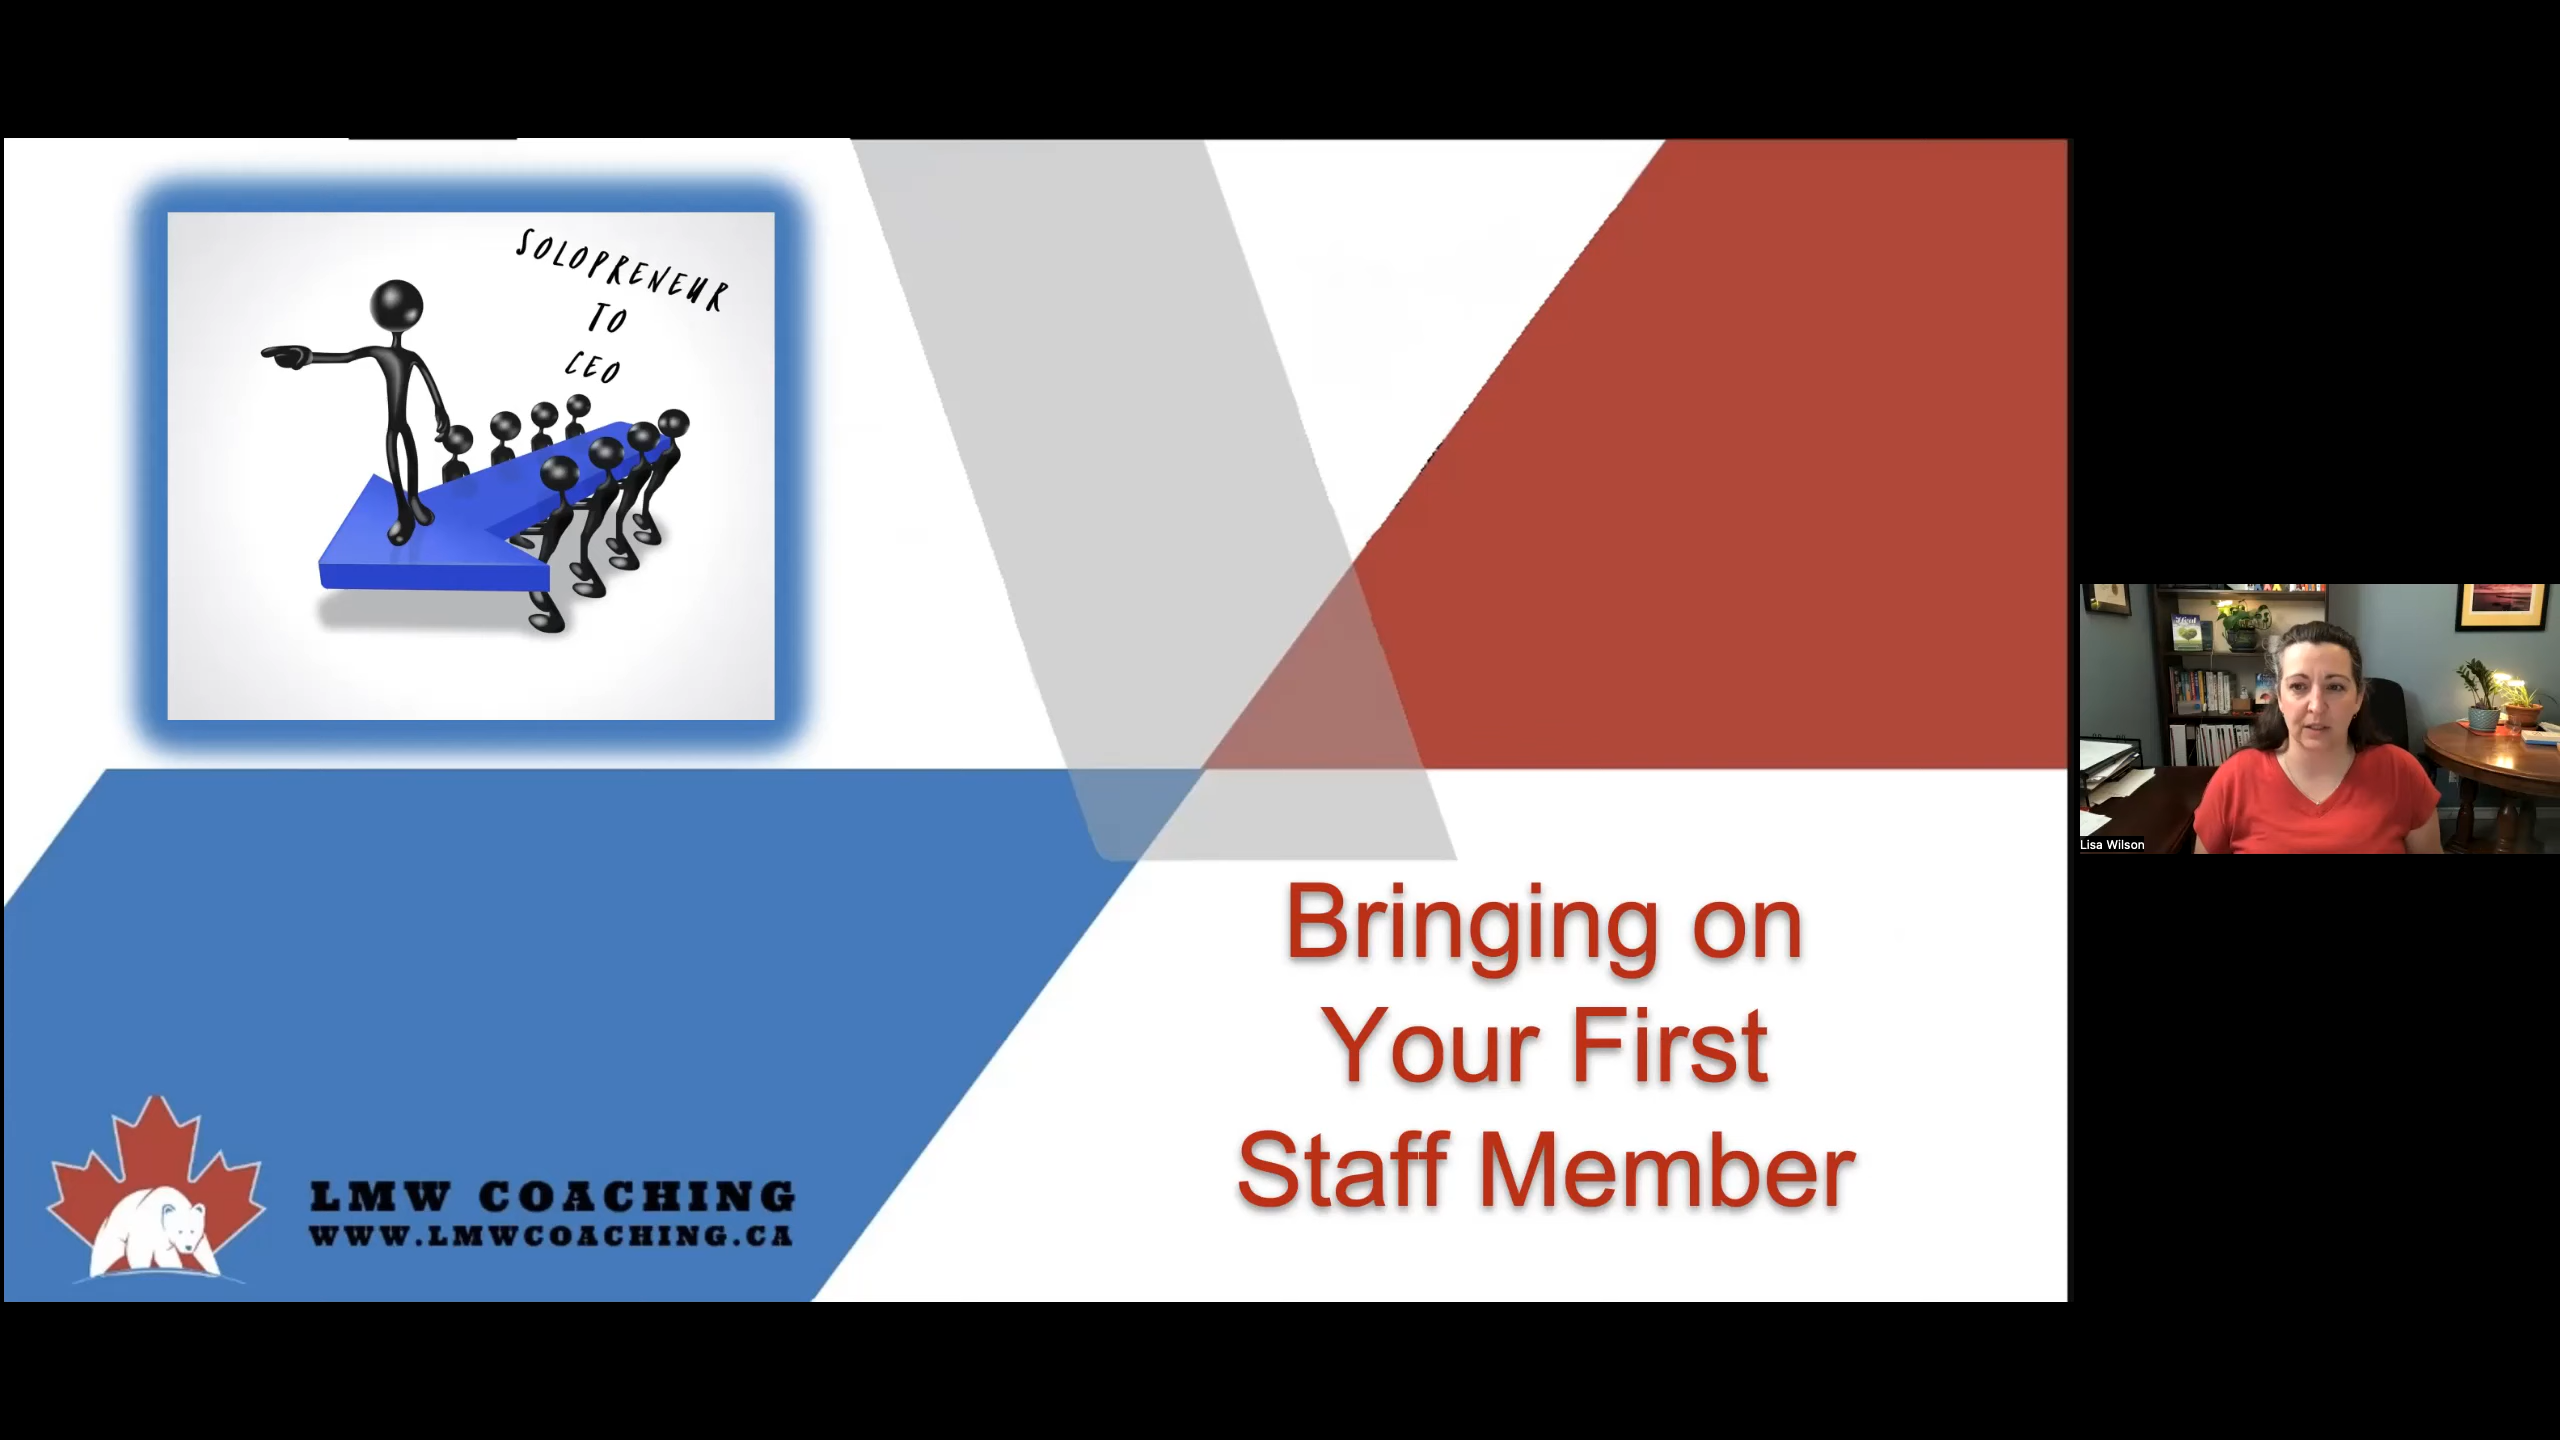 SOLOPRENEUR
TO
CEO
Bringing on
Your First
Staff Member
LMW COACHING
WWW.LMWCOACHING.CA
Lisa Wilson